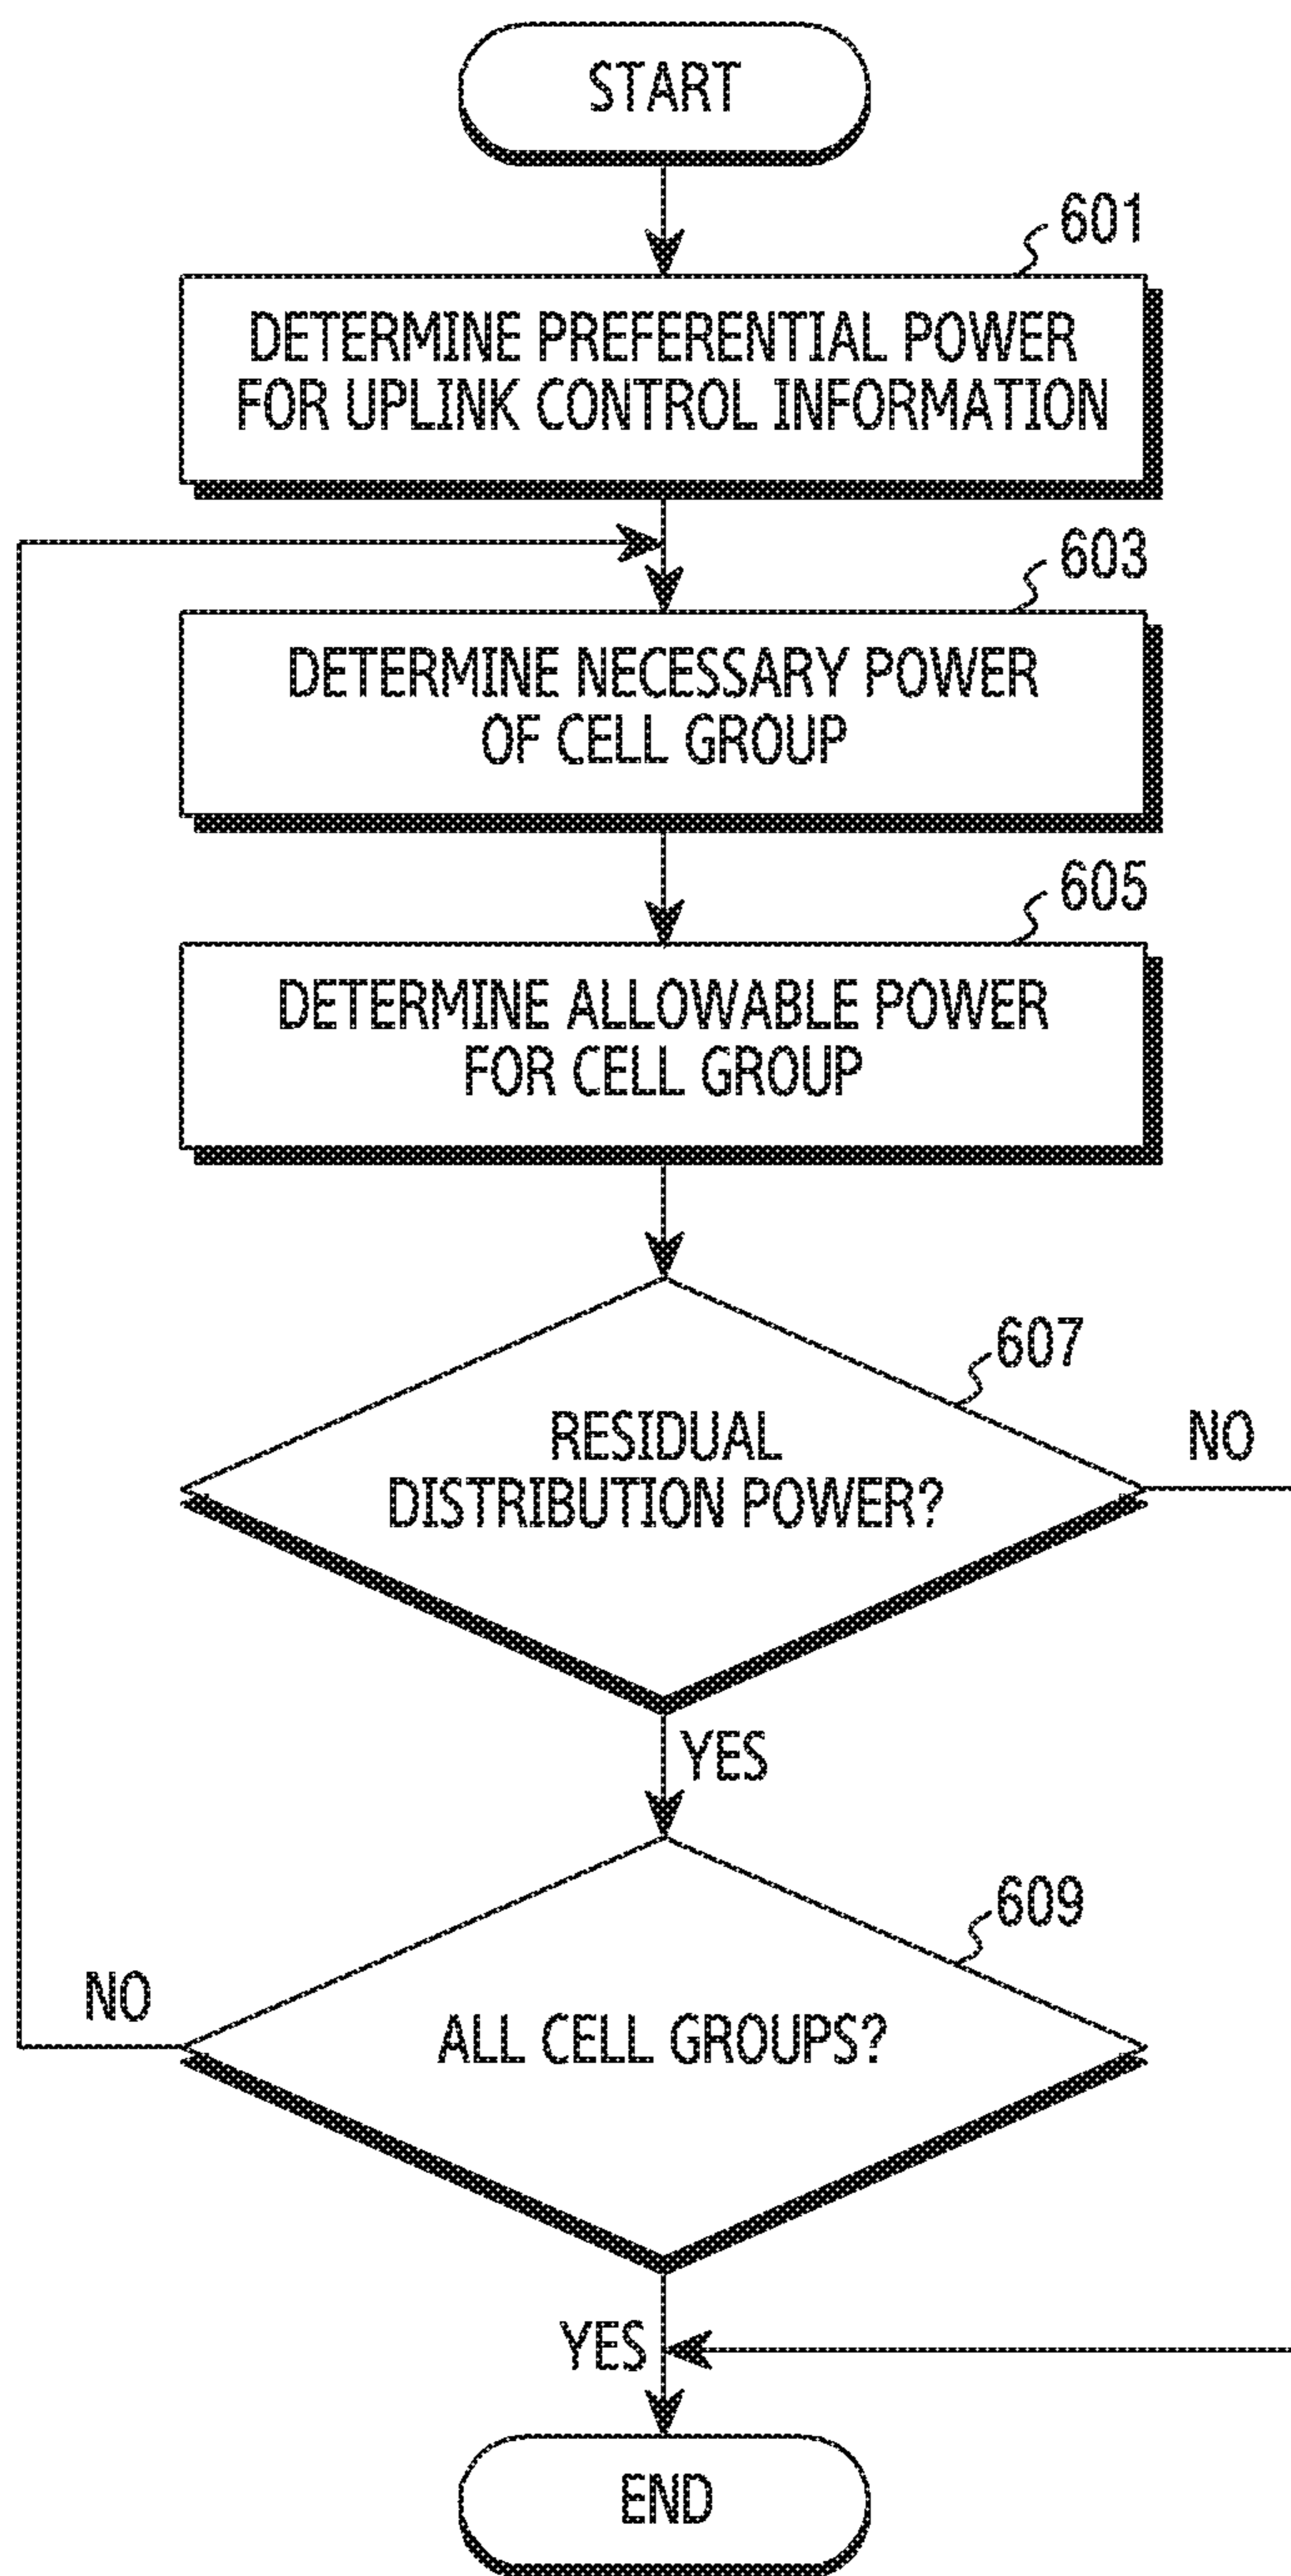 START
601
DETERMINE PREFERENTIAL POWER
FOR UPLINK CONTROL INFORMATION
603
DETERMINE NECESSARY POWER
OF CELL GROUP
605
DETERMINE ALLOWABLE POWER
FOR CELL GROUP
607
RESIDUAL
DISTRIBUTION POWER?
NO
YES
609
ALL CELL GROUPS?
NO
YES
END